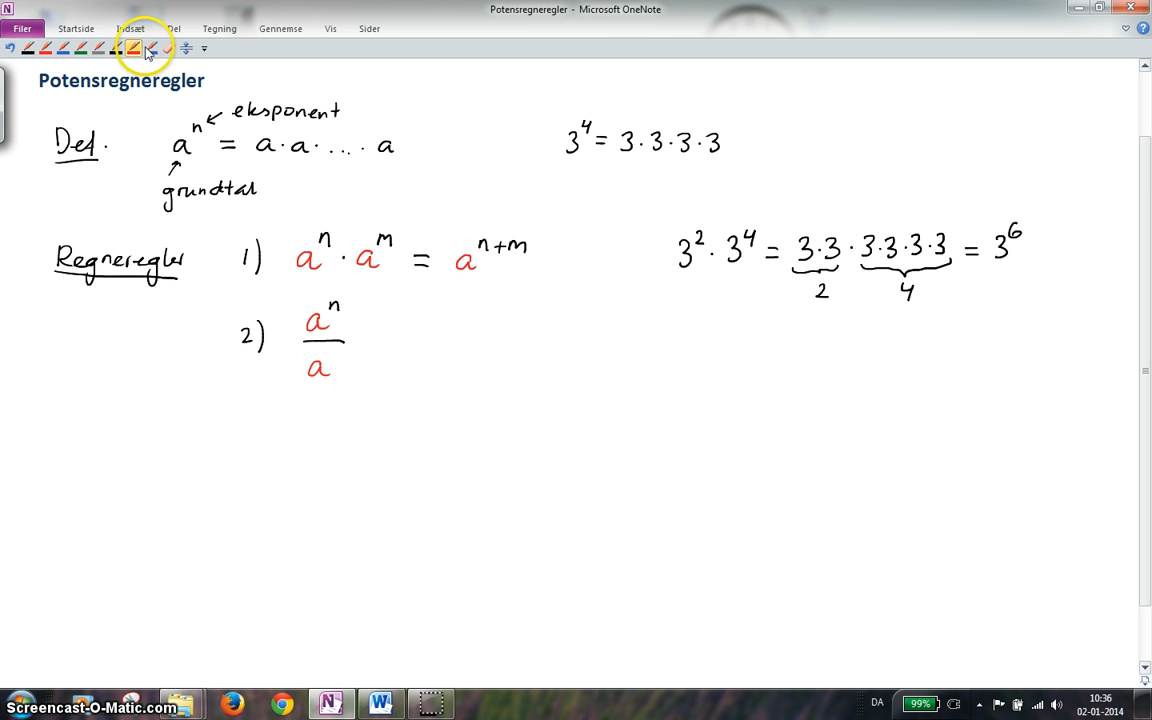 Potensregneregler - Microsoft OneNote
Filer Startside Indsæt Del Tegning Gennemse Vis Sider
Potensregneregler
Def. a^n = a · a · .... a 3^4 = 3 · 3 · 3 · 3
eksponent
grundtal
Regneregler 1) a^n · a^m = a^{n+m} 3^2 · 3^4 = 3·3 · 3·3·3·3 = 3^6
2 4
2) a^n / a
Screencast-O-Matic.com
DA 99% 10:36
02-01-2014